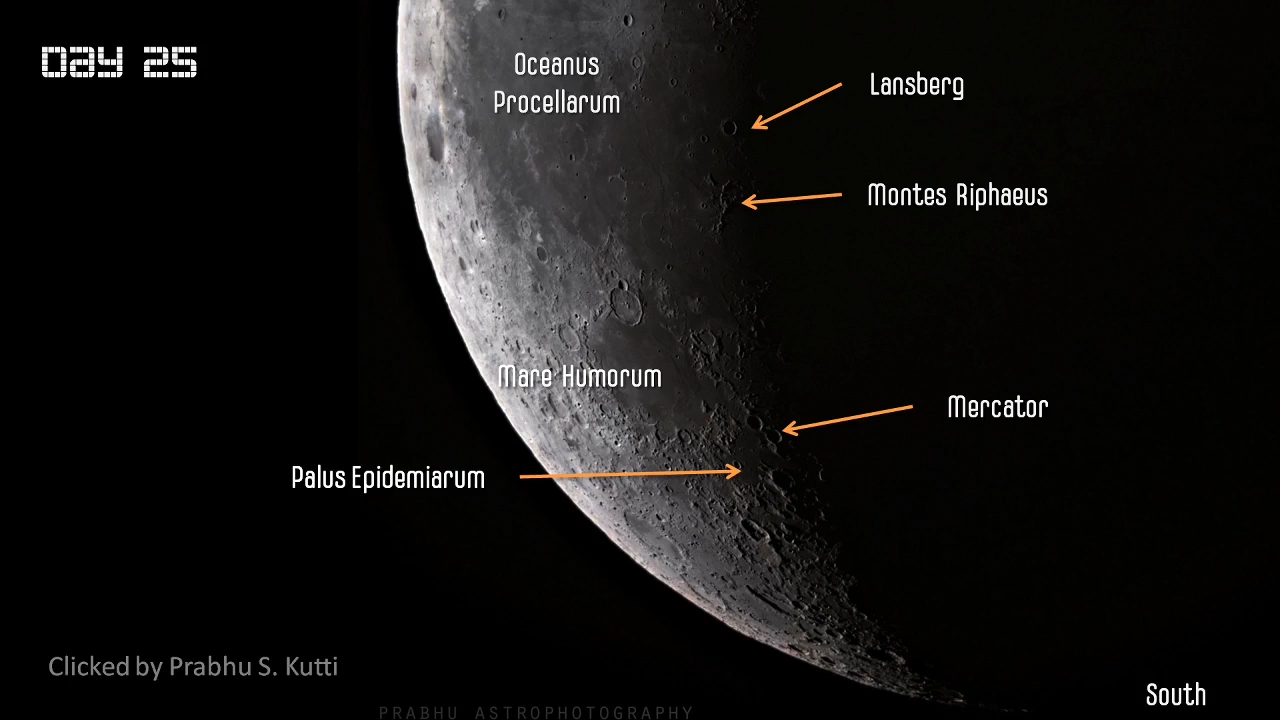 Day 25
Oceanus
Procellarum
Lansberg
Montes Riphaeus
Mare Humorum
Mercator
Palus Epidemiarum
Clicked by Prabhu S. Kutti
South
PRABHU ASTROPHOTOGRAPHY